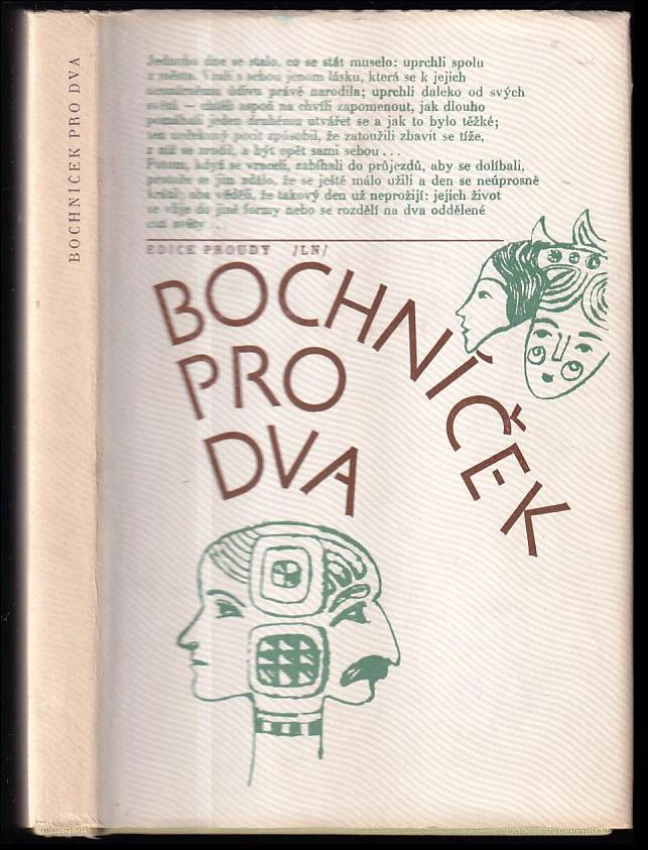 BOCHNÍČEK PRO DVA
Jednoho dne se stalo, co se stát muselo: uprchli spolu
z města. Vzali s sebou jenom lásku, která se k jejich
nesmírnému údivu právě narodila; uprchli daleko od svých
světů — chtěli aspoň na chvíli zapomenout, jak dlouho
pomáhali jeden druhému utvářet se a jak to bylo těžké;
ten nečekaný pocit způsobil, že zatoužili zbavit se tíže,
z níž se zrodil, a být opět sami sebou...
Potom, když se vraceli, zabíhali do průjezdů, aby se dolíbali,
protože se jim zdálo, že se ještě málo užili a den se neúprosně
krátil; oba věděli, že takový den už neprožijí: jejich život
se vlije do jiné formy nebo se rozdělí na dva oddělené
cizí světy...
EDICE PROUDY /LN/
BOCHNÍČEK
PRO
DVA